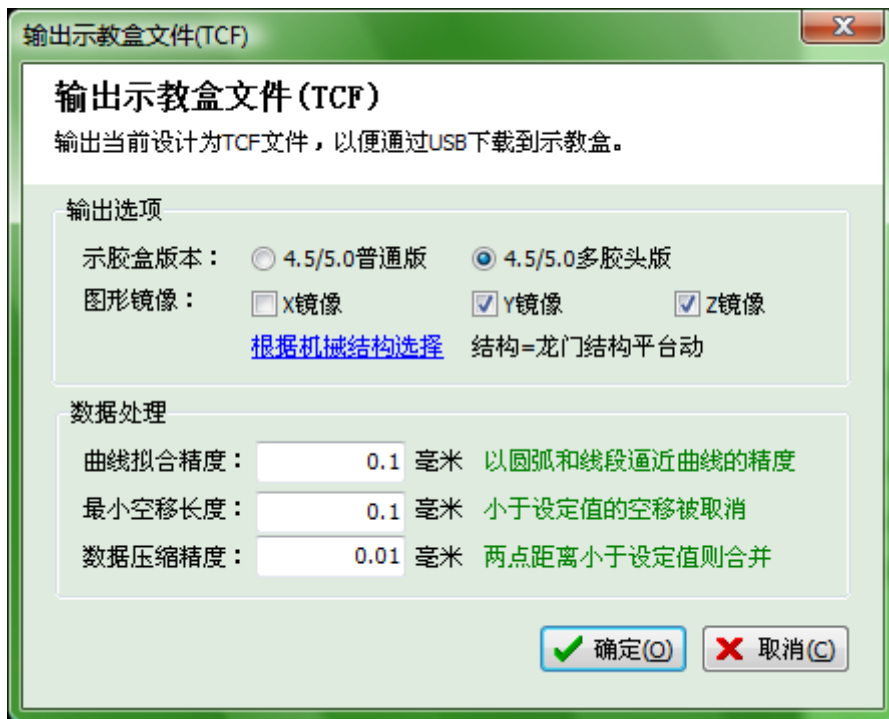 输出示教盒文件(TCF)
输出示教盒文件(TCF)
输出当前设计为TCF文件，以便通过USB下载到示教盒。
输出选项
示胶盒版本： 4.5/5.0普通版 4.5/5.0多胶头版
图形镜像： X镜像 Y镜像 Z镜像
根据机械结构选择 结构=龙门结构平台动
数据处理
曲线拟合精度： 0.1 毫米 以圆弧和线段逼近曲线的精度
最小空移长度： 0.1 毫米 小于设定值的空移被取消
数据压缩精度： 0.01 毫米 两点距离小于设定值则合并
确定(O) 取消(C)